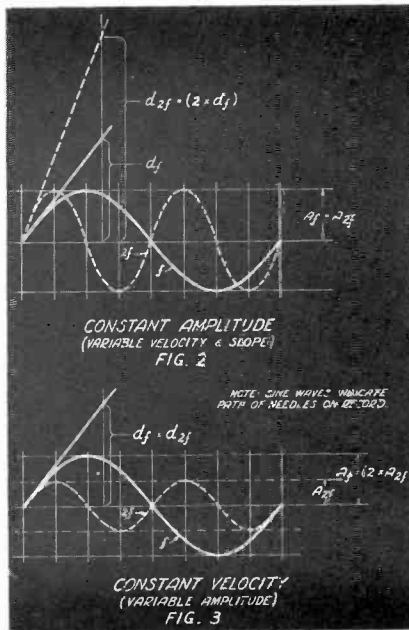 d2f = (2 × df)
df
Af = A2f
2f
f
CONSTANT AMPLITUDE
(VARIABLE VELOCITY & SLOPE)
FIG. 2
NOTE: SINE WAVES INDICATE
PATH OF NEEDLES ON RECORD.
df = d2f
Af = (2 × A2f
A2f
2f
f
CONSTANT VELOCITY
(VARIABLE AMPLITUDE)
FIG. 3